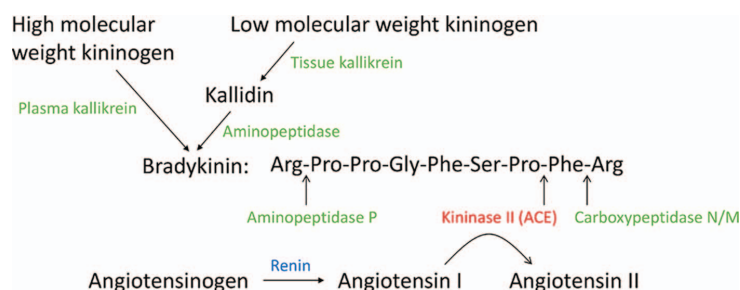 High molecular
weight kininogen
Low molecular weight kininogen
Tissue kallikrein
Plasma kallikrein
Kallidin
Aminopeptidase
Bradykinin: Arg-Pro-Pro-Gly-Phe-Ser-Pro-Phe-Arg
Aminopeptidase P
Kininase II (ACE)
Carboxypeptidase N/M
Renin
Angiotensinogen
Angiotensin I
Angiotensin II